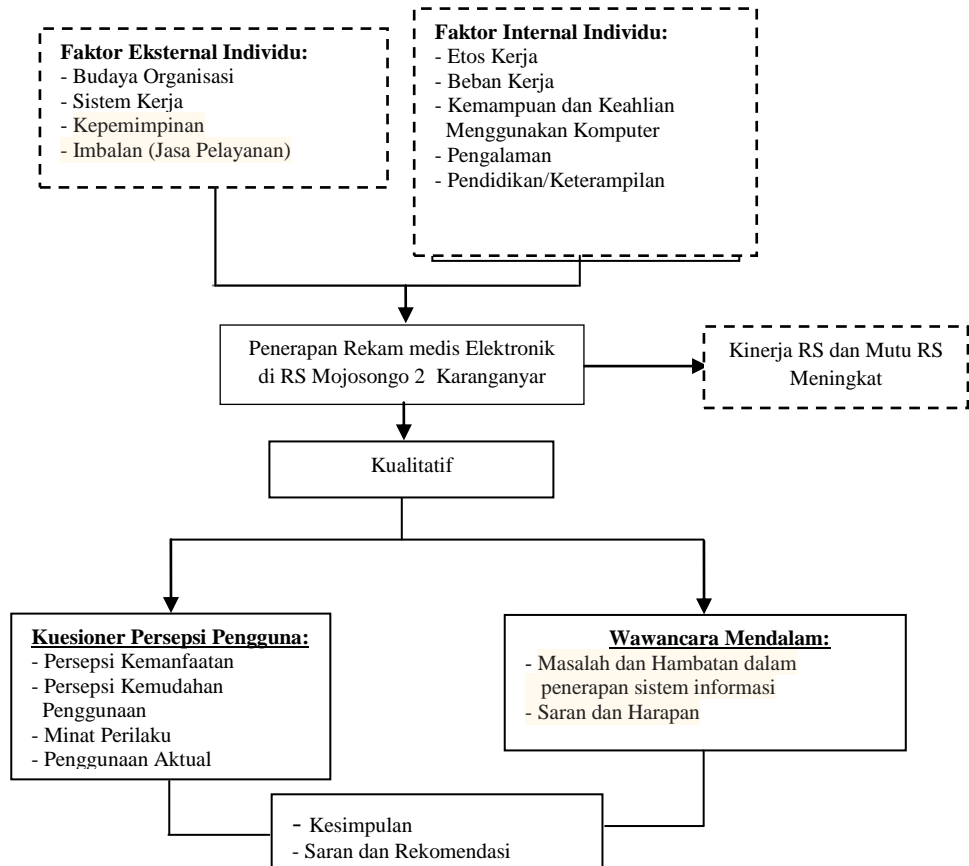 Faktor Eksternal Individu:
- Budaya Organisasi
- Sistem Kerja
- Kepemimpinan
- Imbalan (Jasa Pelayanan)
Faktor Internal Individu:
- Etos Kerja
- Beban Kerja
- Kemampuan dan Keahlian
Menggunakan Komputer
- Pengalaman
- Pendidikan/Keterampilan
Penerapan Rekam medis Elektronik
di RS Mojosongo 2 Karanganyar
Kinerja RS dan Mutu RS
Meningkat
Kualitatif
Kuesioner Persepsi Pengguna:
- Persepsi Kemanfaatan
- Persepsi Kemudahan
Penggunaan
- Minat Perilaku
- Penggunaan Aktual
Wawancara Mendalam:
- Masalah dan Hambatan dalam
penerapan sistem informasi
- Saran dan Harapan
- Kesimpulan
- Saran dan Rekomendasi